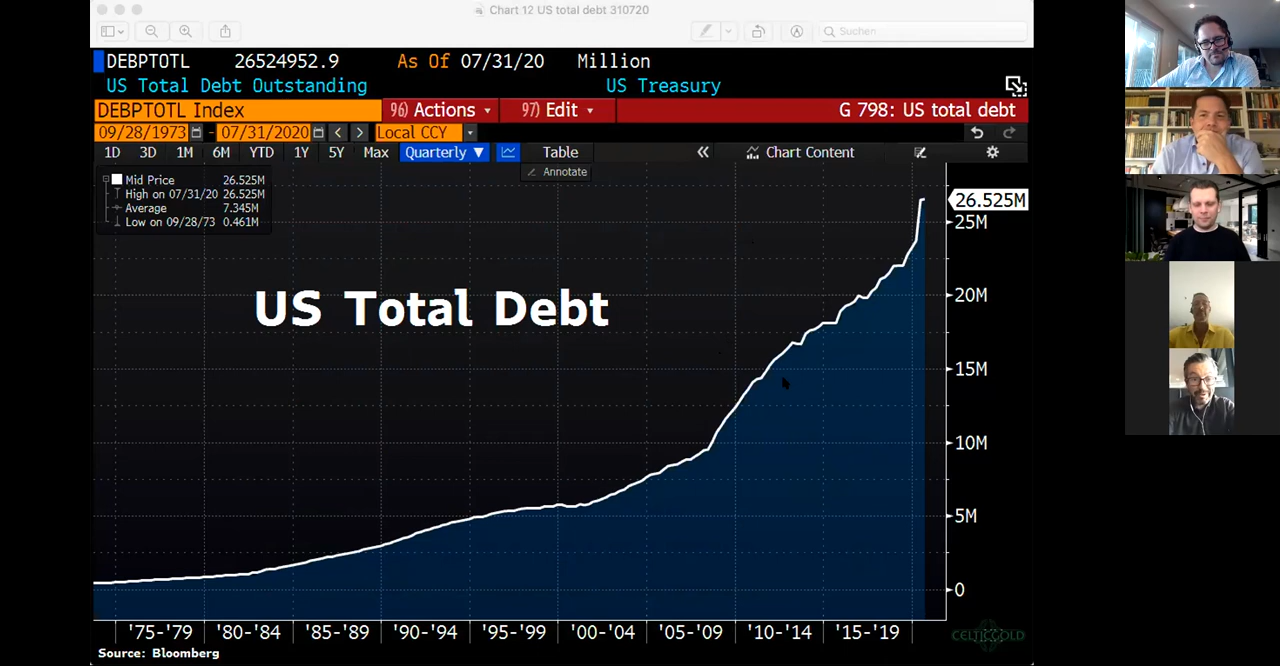 Chart 12 US total debt 310720
Suchen
DEBPTOTL 26524952.9 As Of 07/31/20 Million
US Total Debt Outstanding US Treasury
DEBPTOTL Index 96) Actions 97) Edit G 798: US total debt
09/28/1973 - 07/31/2020 Local CCY
1D 3D 1M 6M YTD 1Y 5Y Max Quarterly Table Chart Content
Annotate
Mid Price 26.525M
High on 07/31/20 26.525M
Average 7.345M
Low on 09/28/73 0.461M
26.525M
25M
US Total Debt
20M
15M
10M
5M
0
'75-'79 '80-'84 '85-'89 '90-'94 '95-'99 '00-'04 '05-'09 '10-'14 '15-'19
Source: Bloomberg
CELTICGOLD